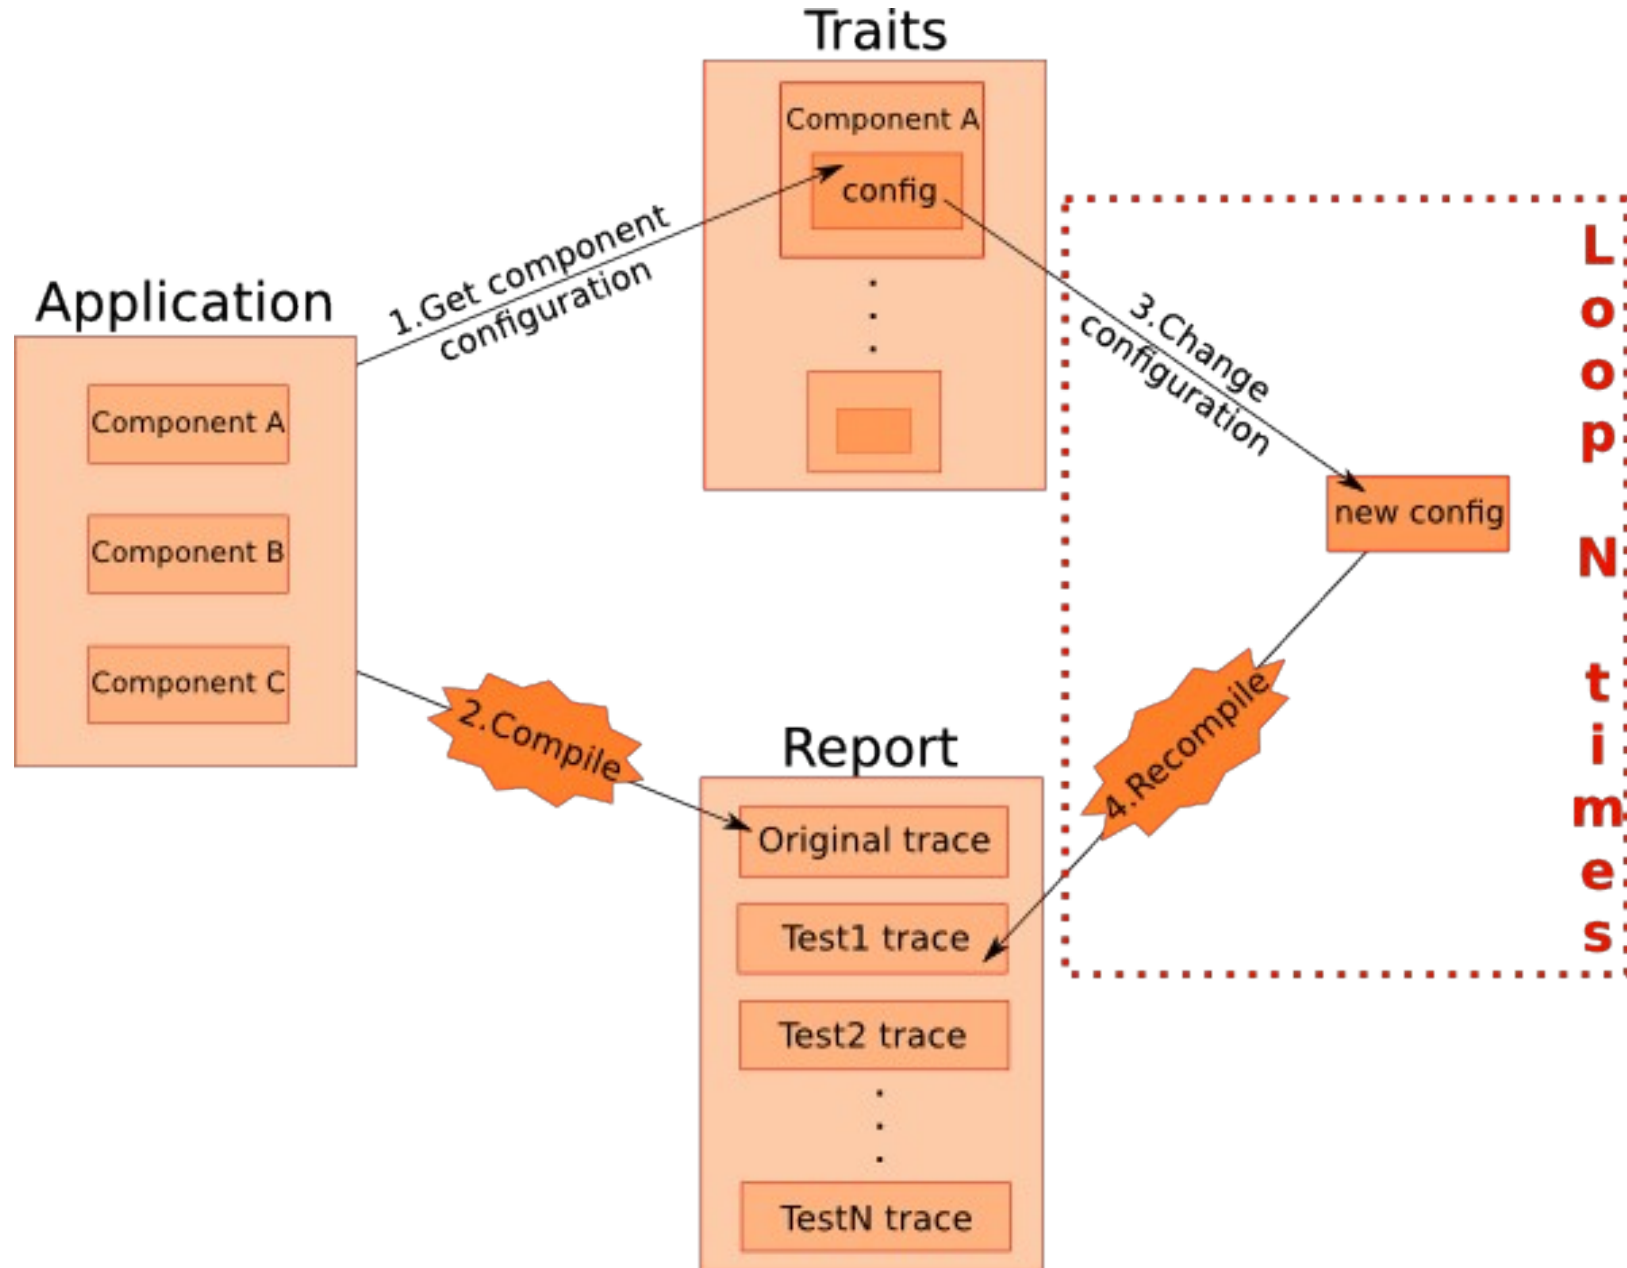 Traits
Component A
config
1.Get component
configuration
Application
Component A
Component B
Component C
3.Change
configuration
new config
Loop N times
2.Compile
4.Recompile
Report
Original trace
Test1 trace
Test2 trace
TestN trace